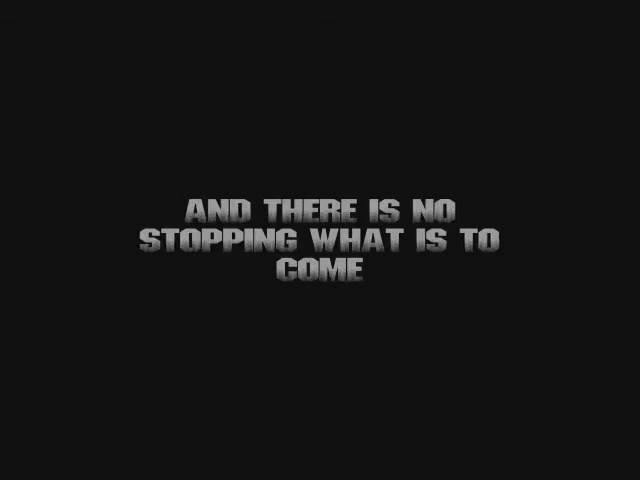 AND THERE IS NO
STOPPING WHAT IS TO
COME